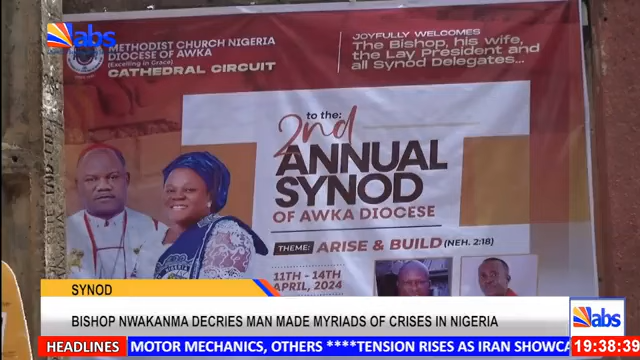 abs
METHODIST CHURCH NIGERIA
DIOCESE OF AWKA
(Excelling in Grace)
CATHEDRAL CIRCUIT
JOYFULLY WELCOMES
The Bishop, his wife,
the Lay President and
all Synod Delegates...
to the:
2nd
ANNUAL
SYNOD
OF AWKA DIOCESE
THEME: ARISE & BUILD (NEH. 2:18)
11TH - 14TH
APRIL, 2024
SYNOD
BISHOP NWAKANMA DECRIES MAN MADE MYRIADS OF CRISES IN NIGERIA
abs
HEADLINES MOTOR MECHANICS, OTHERS ****TENSION RISES AS IRAN SHOWCA 19:38:39